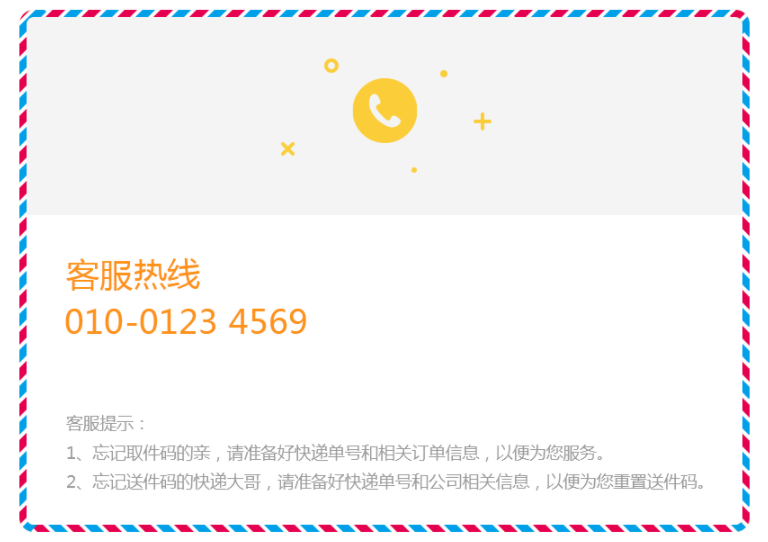 客服热线
010-0123 4569
客服提示：
1、忘记取件码的亲，请准备好快递单号和相关订单信息，以便为您服务。
2、忘记送件码的快递大哥，请准备好快递单号和公司相关信息，以便为您重置送件码。